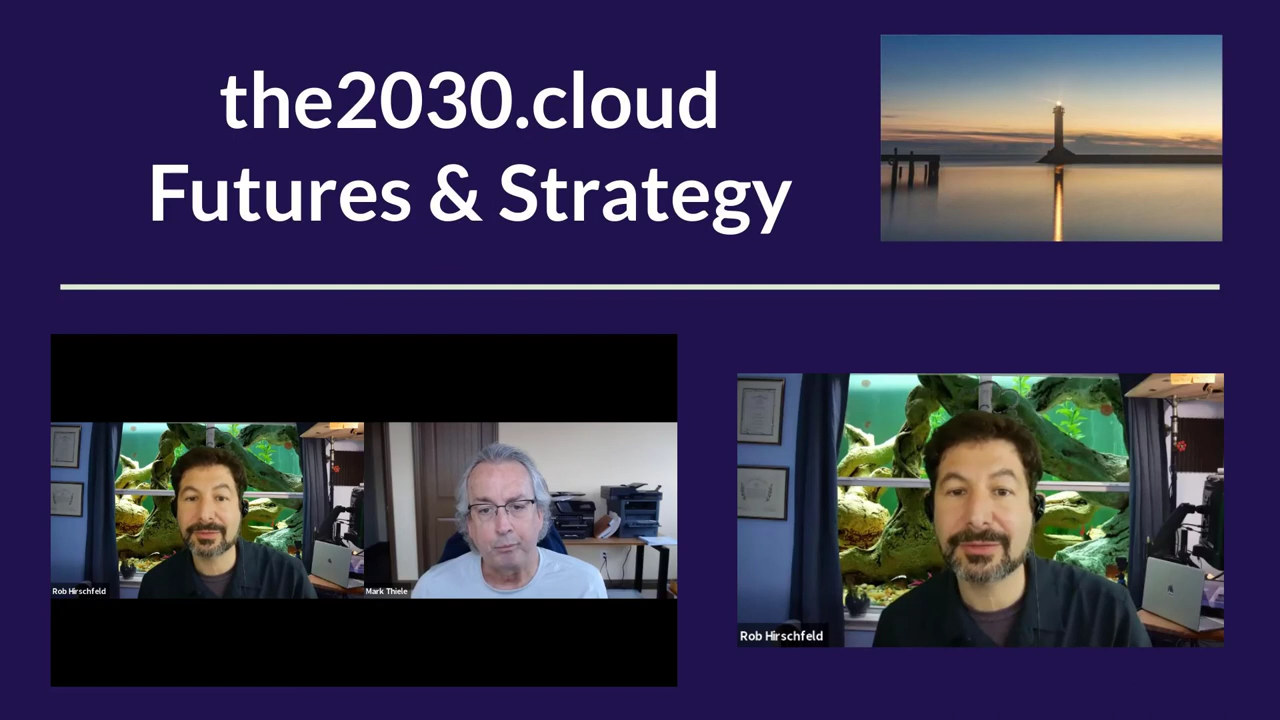 the2030.cloud
Futures & Strategy
Rob Hirschfeld
Mark Thiele
Rob Hirschfeld